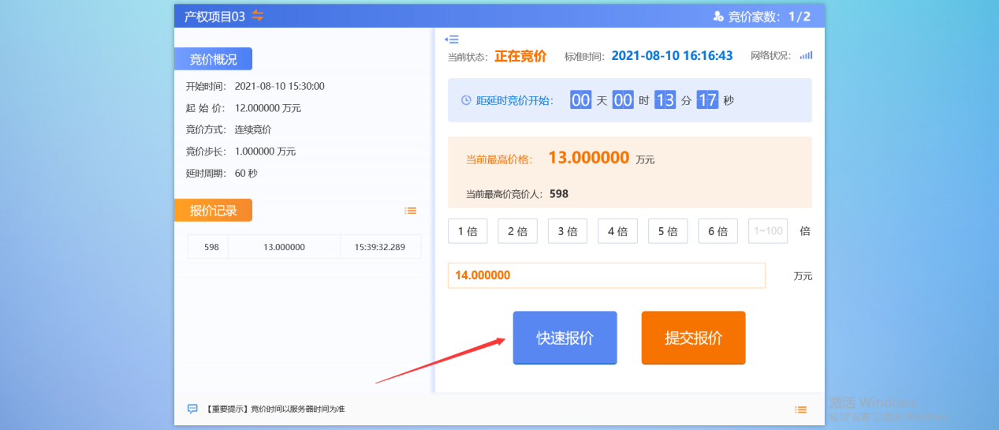 产权项目03
竞价家数：1/2
竞价概况
开始时间： 2021-08-10 15:30:00
起 始 价： 12.000000 万元
竞价方式： 连续竞价
竞价步长： 1.000000 万元
延时周期： 60 秒
报价记录
598 13.000000 15:39:32.289
当前状态： 正在竞价 标准时间： 2021-08-10 16:16:43 网络状况：
距延时竞价开始： 00 天 00 时 13 分 17 秒
当前最高价格： 13.000000 万元
当前最高价竞价人： 598
1 倍 2 倍 3 倍 4 倍 5 倍 6 倍 1~100 倍
14.000000 万元
快速报价 提交报价
【重要提示】竞价时间以服务器时间为准
激活 Windows